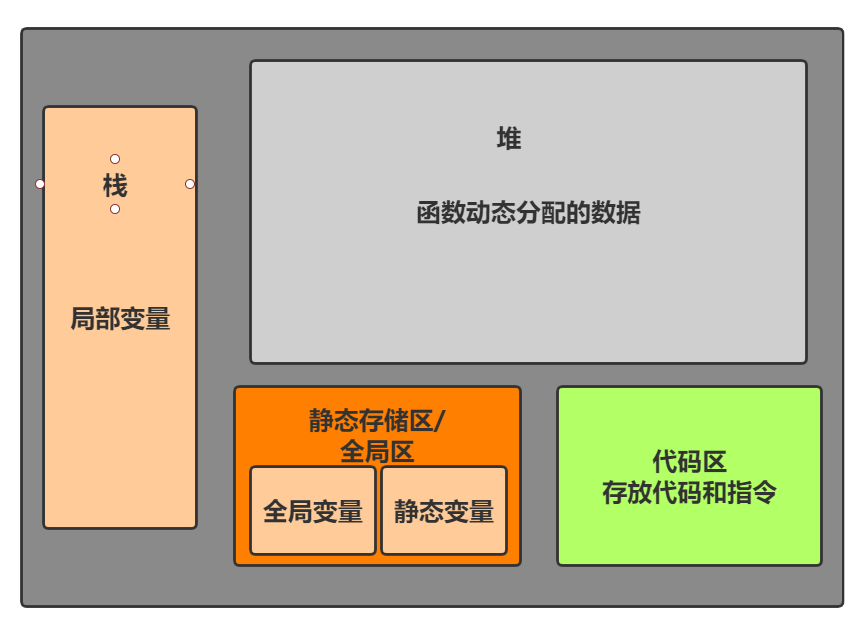 栈
局部变量
堆
函数动态分配的数据
静态存储区/
全局区
全局变量
静态变量
代码区
存放代码和指令